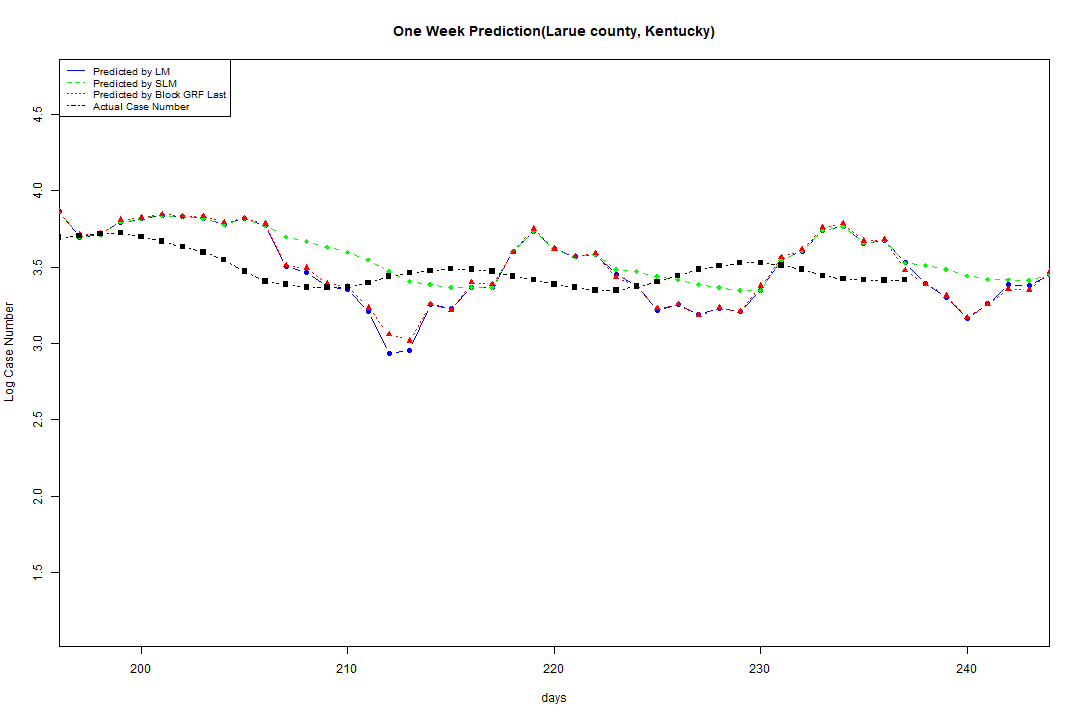 One Week Prediction(Larue county, Kentucky)
Predicted by LM
Predicted by SLM
Predicted by Block GRF Last
Actual Case Number
4.5
4.0
3.5
3.0
2.5
2.0
1.5
Log Case Number
200 210 220 230 240
days